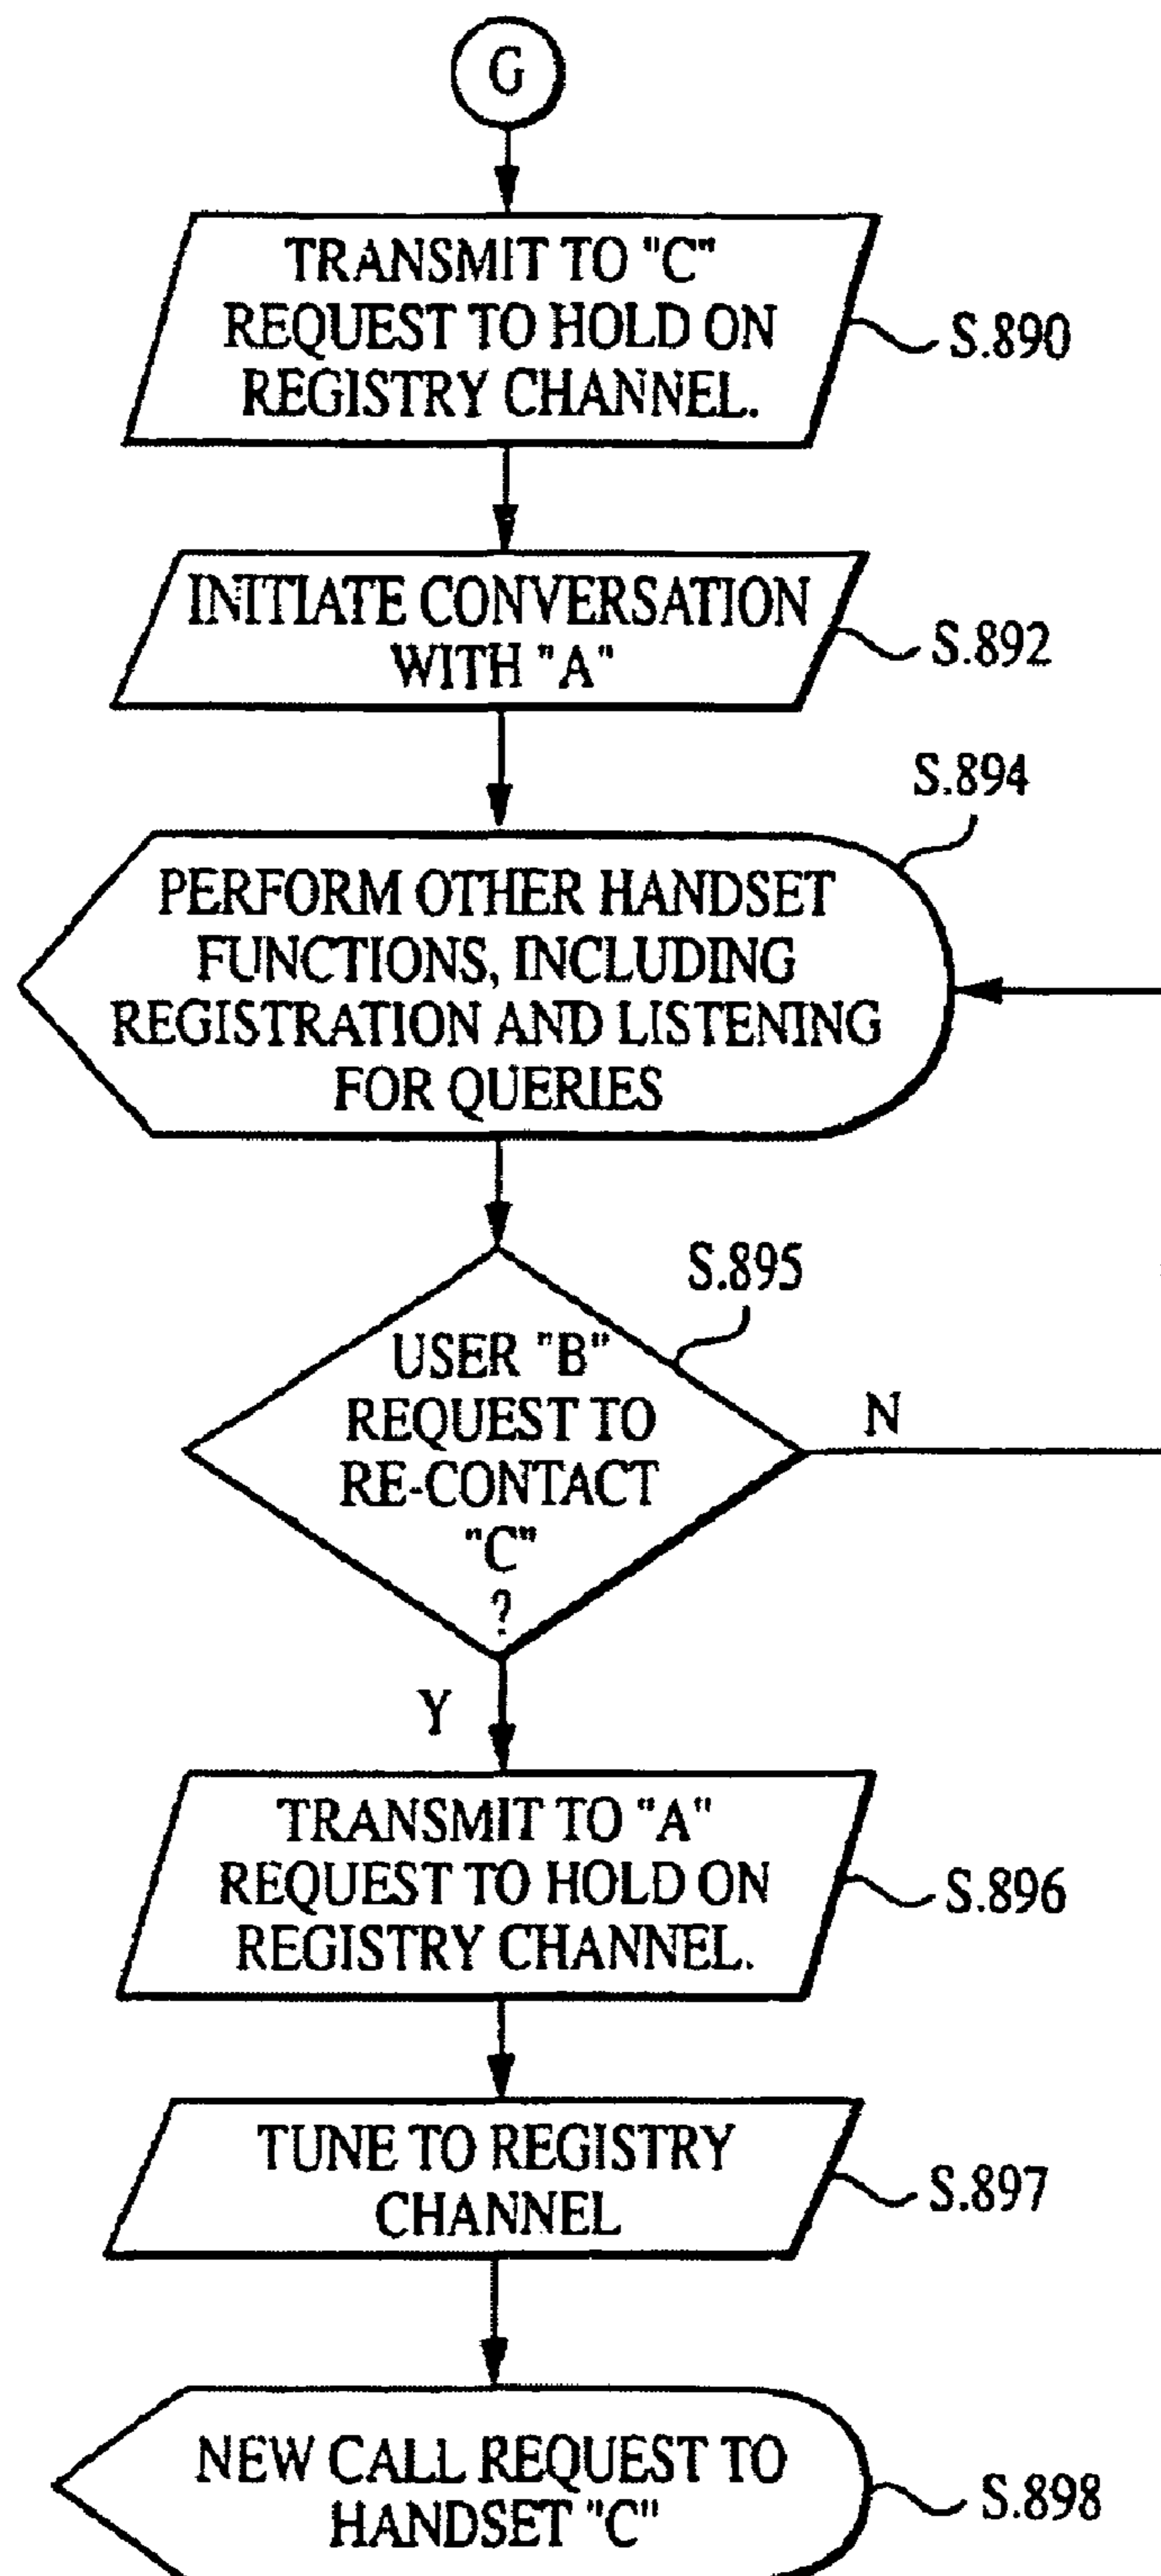 G
TRANSMIT TO "C"
REQUEST TO HOLD ON
REGISTRY CHANNEL.
S.890
INITIATE CONVERSATION
WITH "A"
S.892
S.894
PERFORM OTHER HANDSET
FUNCTIONS, INCLUDING
REGISTRATION AND LISTENING
FOR QUERIES
S.895
USER "B"
REQUEST TO
RE-CONTACT
"C"
?
N
Y
TRANSMIT TO "A"
REQUEST TO HOLD ON
REGISTRY CHANNEL.
S.896
TUNE TO REGISTRY
CHANNEL
S.897
NEW CALL REQUEST TO
HANDSET "C"
S.898